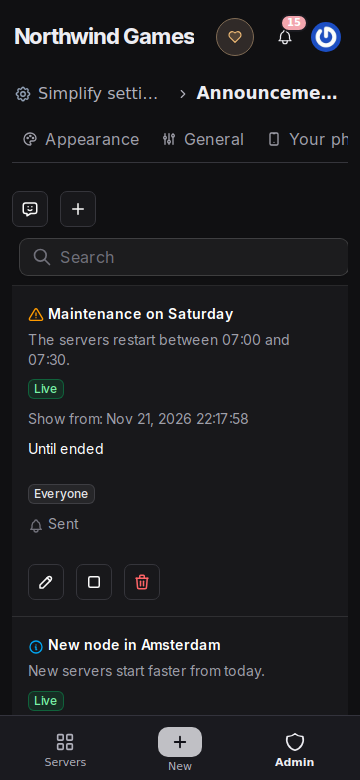 Northwind Games
15
Simplify setti...
Announceme...
Appearance
General
Your ph
Search
Maintenance on Saturday
The servers restart between 07:00 and
07:30.
Live
Show from: Nov 21, 2026 22:17:58
Until ended
Everyone
Sent
New node in Amsterdam
New servers start faster from today.
Live
Servers
New
Admin